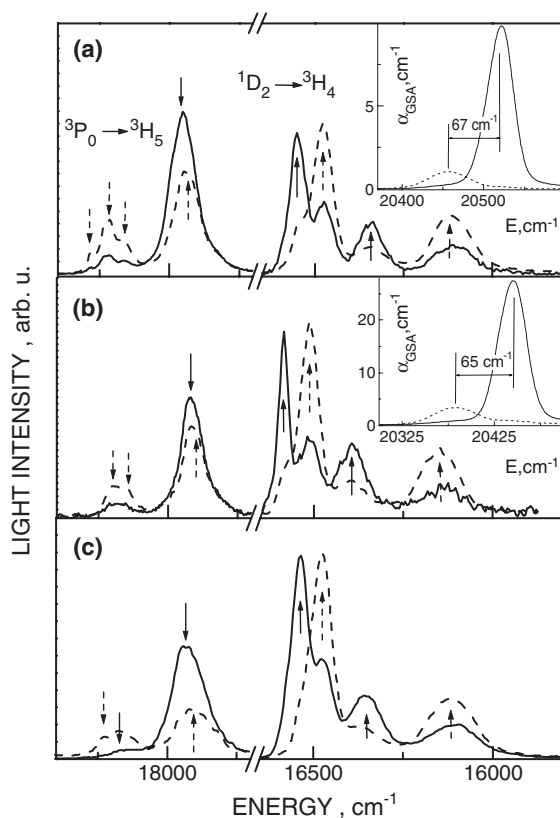 (a)
³P₀ → ³H₅
¹D₂ → ³H₄
α_GSA, cm⁻¹
5
0
67 cm⁻¹
20400
20500
E, cm⁻¹
(b)
α_GSA, cm⁻¹
20
10
0
65 cm⁻¹
20325
20425
E, cm⁻¹
(c)
LIGHT INTENSITY , arb. u.
18000
16500
16000
ENERGY , cm⁻¹